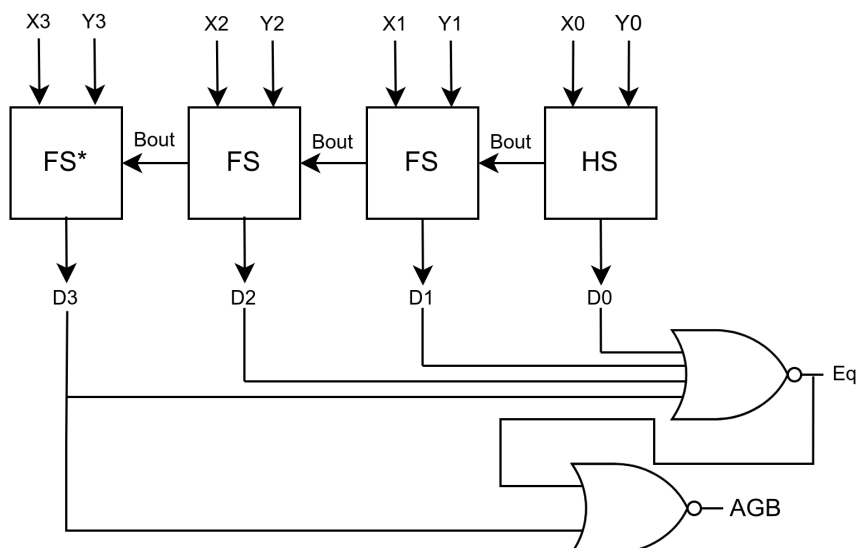 X3 Y3 X2 Y2 X1 Y1 X0 Y0
Bout Bout Bout
FS* FS FS HS
D3 D2 D1 D0
Eq
AGB